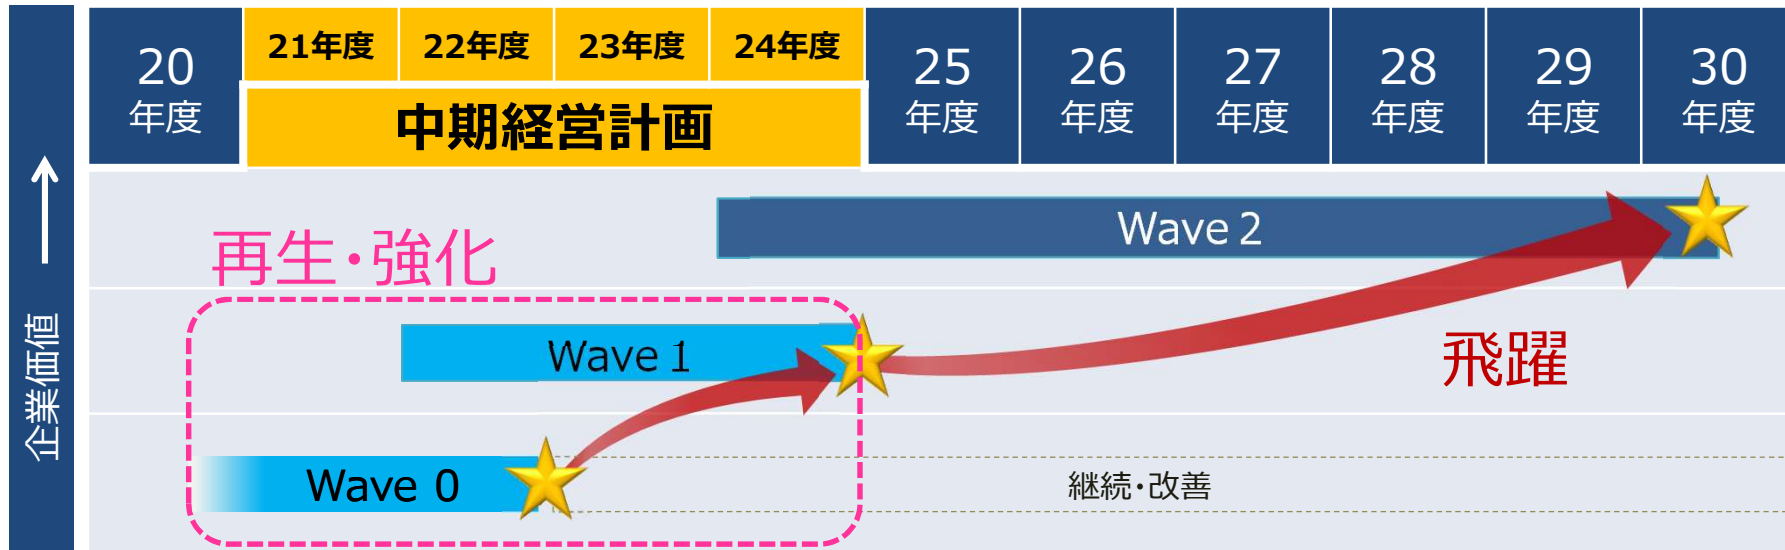 20
年度
21年度
22年度
23年度
24年度
中期経営計画
25
年度
26
年度
27
年度
28
年度
29
年度
30
年度
企業価値
Wave 2
再生・強化
Wave 1
飛躍
Wave 0
継続・改善